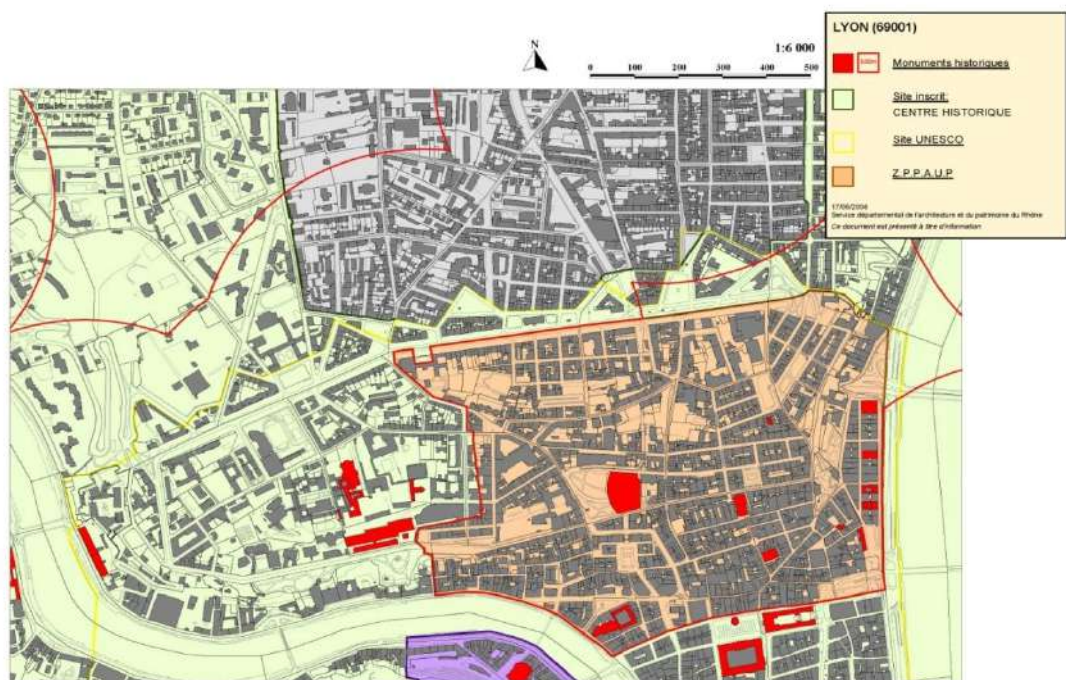 LYON (69001)
N
1:6 000
0 100 200 300 400 500
Monuments historiques
Site inscrit:
CENTRE HISTORIQUE
Site UNESCO
Z.P.P.A.U.P
Service départemental de l'architecture et du patrimoine du Rhône
Ce document est présenté à titre d'information